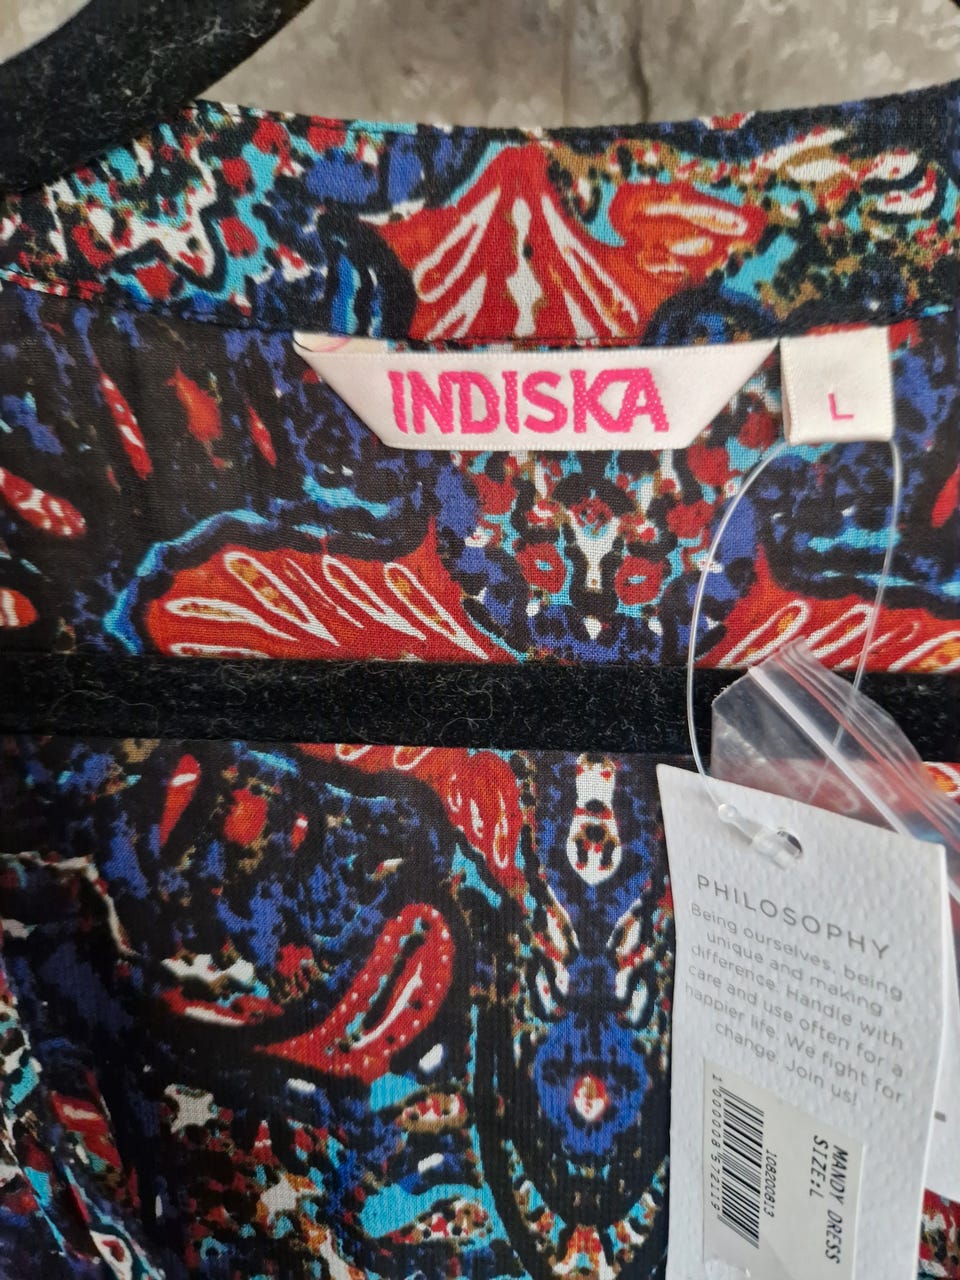 INDISKA
L
PHILOSOPHY
Being ourselves, being
unique and making
difference. Handle with
care and use often for a
happier life. We fight for
change. Join us!
MANDY DRESS
SIZE:L
108200813